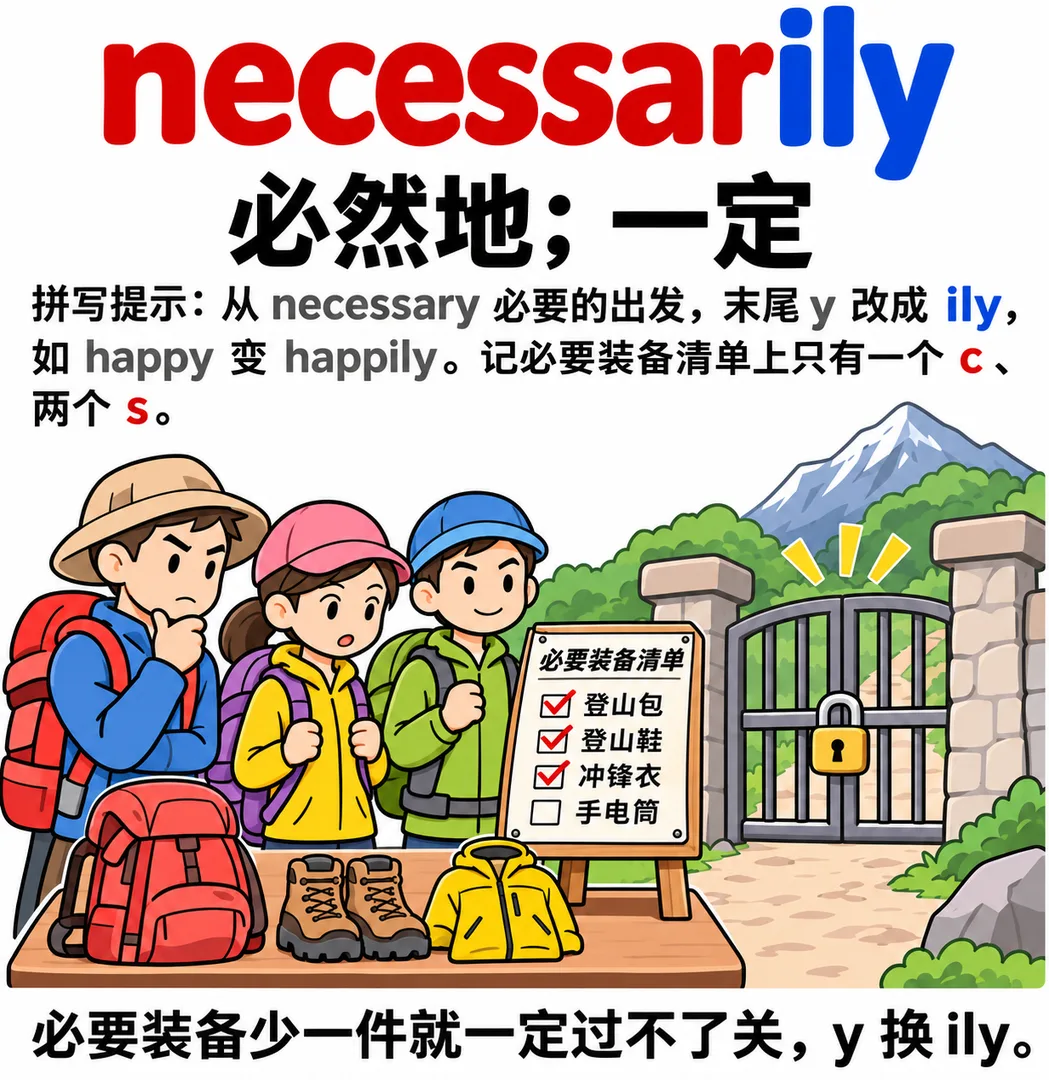 necessarily
必然地；一定
拼写提示：从 necessary 必要的出发，末尾 y 改成 ily，
如 happy 变 happily。记必要装备清单上只有一个 c、
两个 s。
必要装备清单
登山包
登山鞋
冲锋衣
手电筒
必要装备少一件就一定过不了关，y 换 ily。